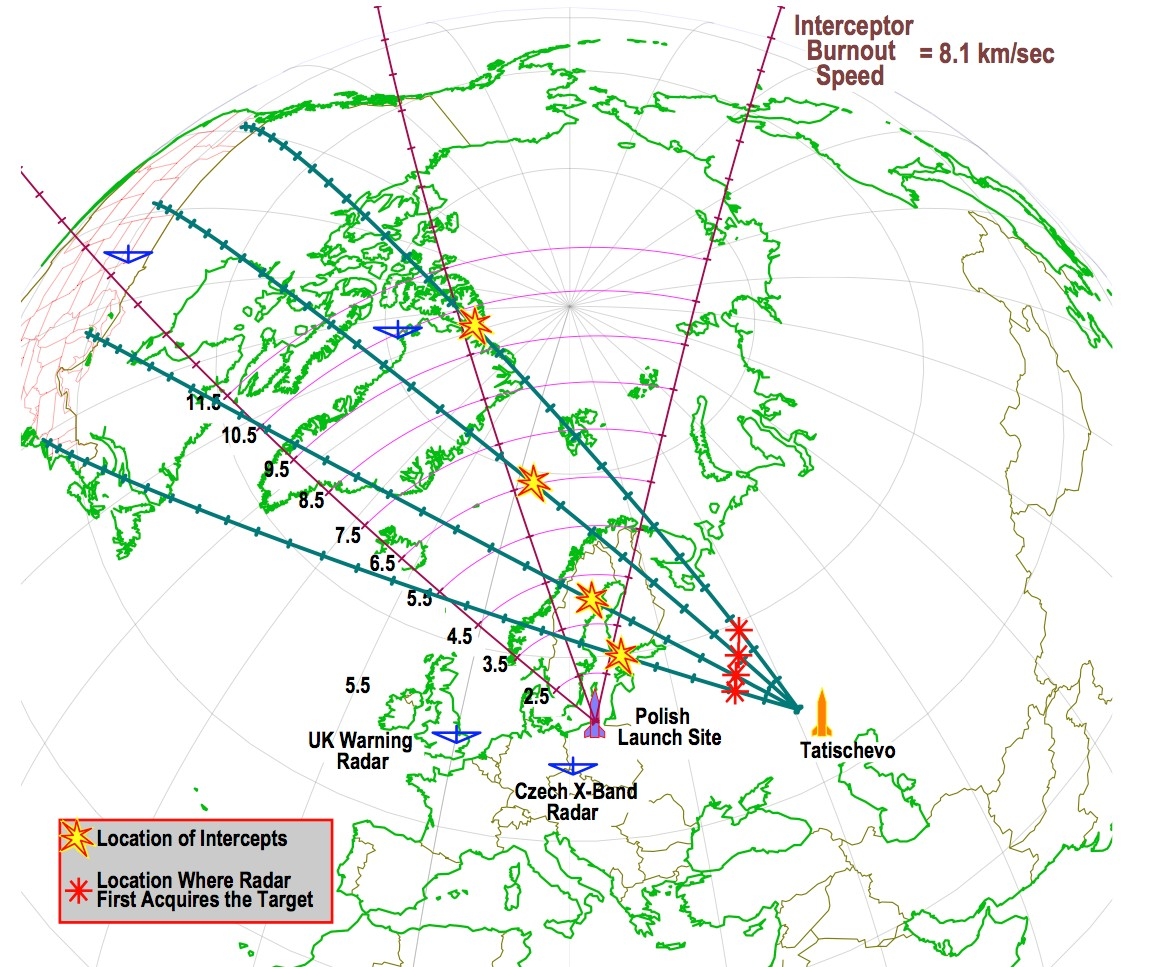 Interceptor
Burnout
Speed
= 8.1 km/sec
11.5
10.5
9.5
8.5
7.5
6.5
5.5
4.5
3.5
2.5
5.5
Polish
Launch Site
UK Warning
Radar
Tatischevo
Czech X-Band
Radar
Location of Intercepts
Location Where Radar
First Acquires the Target